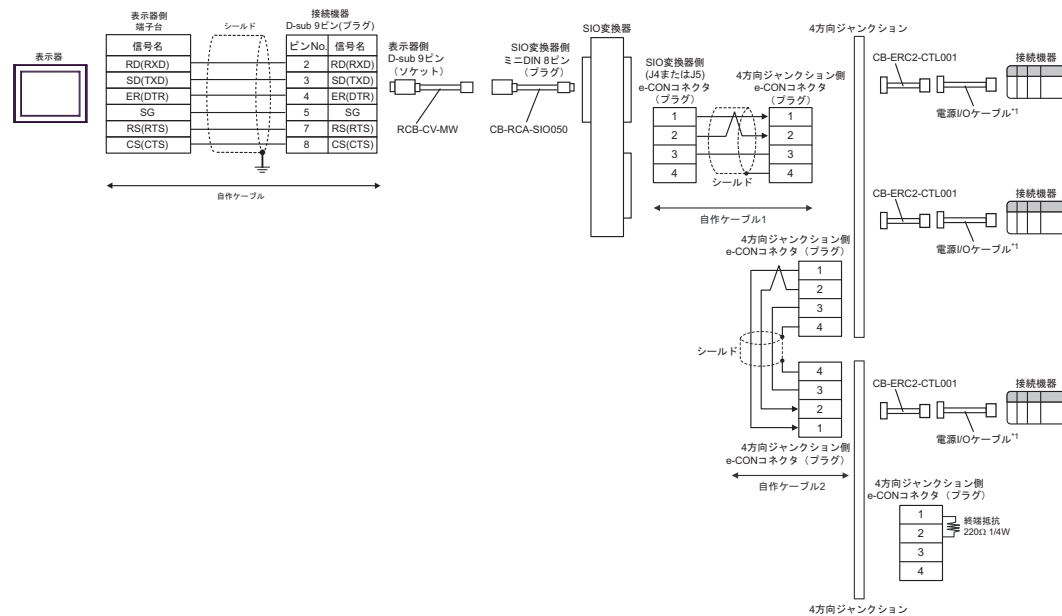 表示器
表示器側
端子台
信号名
RD(RXD)
SD(TXD)
ER(DTR)
SG
RS(RTS)
CS(CTS)
シールド
接続機器
D-sub 9ピン(プラグ)
ピンNo. 信号名
2 RD(RXD)
3 SD(TXD)
4 ER(DTR)
5 SG
7 RS(RTS)
8 CS(CTS)
自作ケーブル
表示器側
D-sub 9ピン
（ソケット）
RCB-CV-MW
SIO変換器側
ミニDIN 8ピン
（プラグ）
CB-RCA-SIO050
SIO変換器
SIO変換器側
(J4またはJ5)
e-CONコネクタ
（プラグ）
1
2
3
4
シールド
4方向ジャンクション側
e-CONコネクタ
（プラグ）
1
2
3
4
自作ケーブル1
4方向ジャンクション
CB-ERC2-CTL001
電源I/Oケーブル*1
接続機器
CB-ERC2-CTL001
電源I/Oケーブル*1
接続機器
4方向ジャンクション側
e-CONコネクタ（プラグ）
1
2
3
4
シールド
4
3
2
1
4方向ジャンクション側
e-CONコネクタ（プラグ）
自作ケーブル2
CB-ERC2-CTL001
電源I/Oケーブル*1
接続機器
4方向ジャンクション側
e-CONコネクタ（プラグ）
1
2
3
4
終端抵抗
220Ω 1/4W
4方向ジャンクション